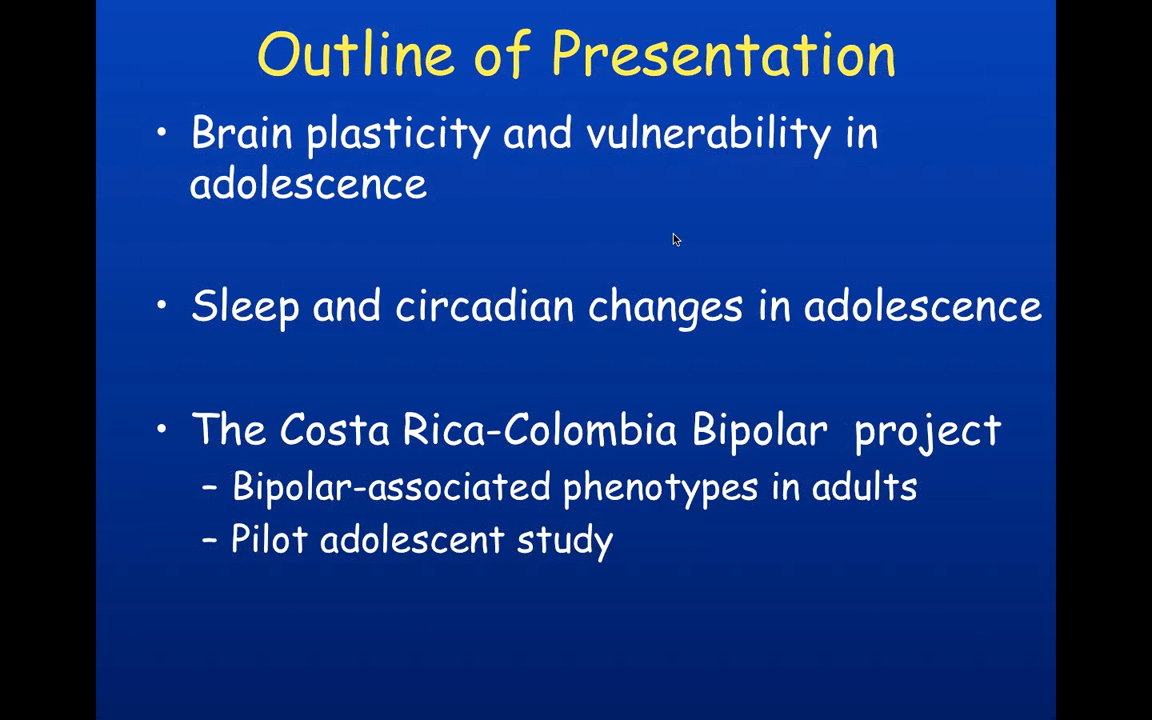 Outline of Presentation
• Brain plasticity and vulnerability in
adolescence
• Sleep and circadian changes in adolescence
• The Costa Rica-Colombia Bipolar  project
– Bipolar-associated phenotypes in adults
– Pilot adolescent study